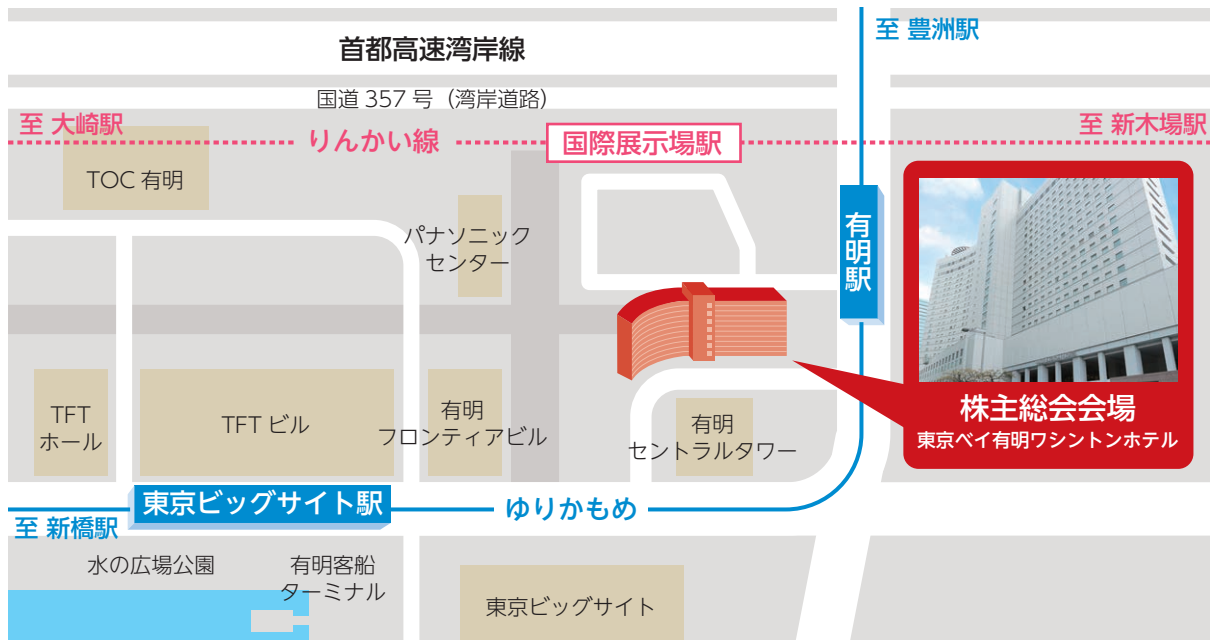 至 豊洲駅
首都高速湾岸線
国道 357 号（湾岸道路）
至 大崎駅
りんかい線
国際展示場駅
至 新木場駅
TOC 有明
パナソニック
センター
有明駅
株主総会会場
東京ベイ有明ワシントンホテル
TFT
ホール
TFT ビル
有明
フロンティアビル
有明
セントラルタワー
東京ビッグサイト駅
ゆりかもめ
至 新橋駅
水の広場公園
有明客船
ターミナル
東京ビッグサイト